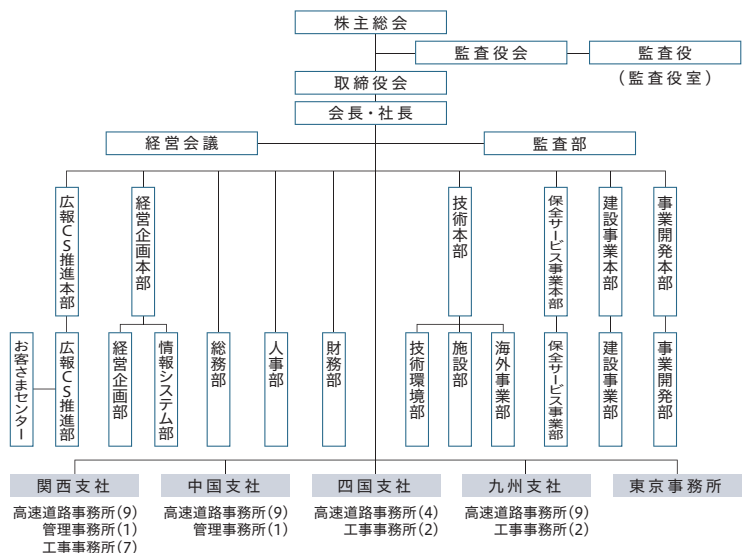 株主総会
監査役会
監査役
(監査役室)
取締役会
会長・社長
経営会議
監査部
広報CS推進本部
経営企画本部
技術本部
保全サービス事業本部
建設事業本部
事業開発本部
お客さまセンター
広報CS推進部
経営企画部
情報システム部
総務部
人事部
財務部
技術環境部
施設部
海外事業部
保全サービス事業部
建設事業部
事業開発部
関西支社
高速道路事務所(9)
管理事務所(1)
工事事務所(7)
中国支社
高速道路事務所(9)
管理事務所(1)
四国支社
高速道路事務所(4)
工事事務所(2)
九州支社
高速道路事務所(9)
工事事務所(2)
東京事務所